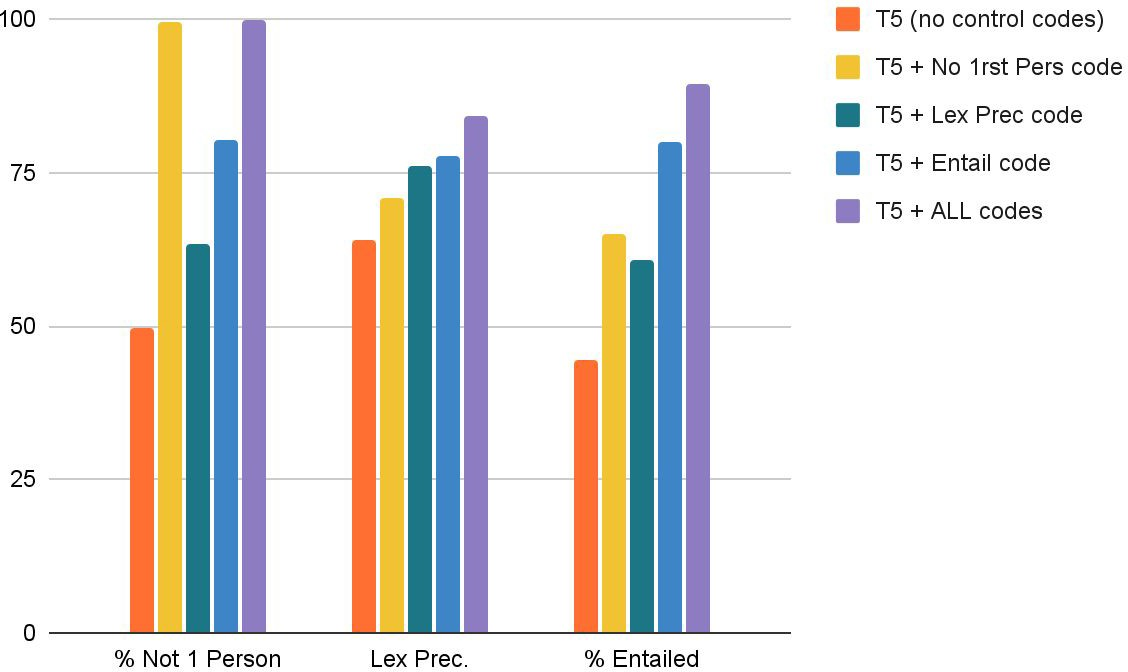 100
75
50
25
0
% Not 1 Person
Lex Prec.
% Entailed
T5 (no control codes)
T5 + No 1rst Pers code
T5 + Lex Prec code
T5 + Entail code
T5 + ALL codes